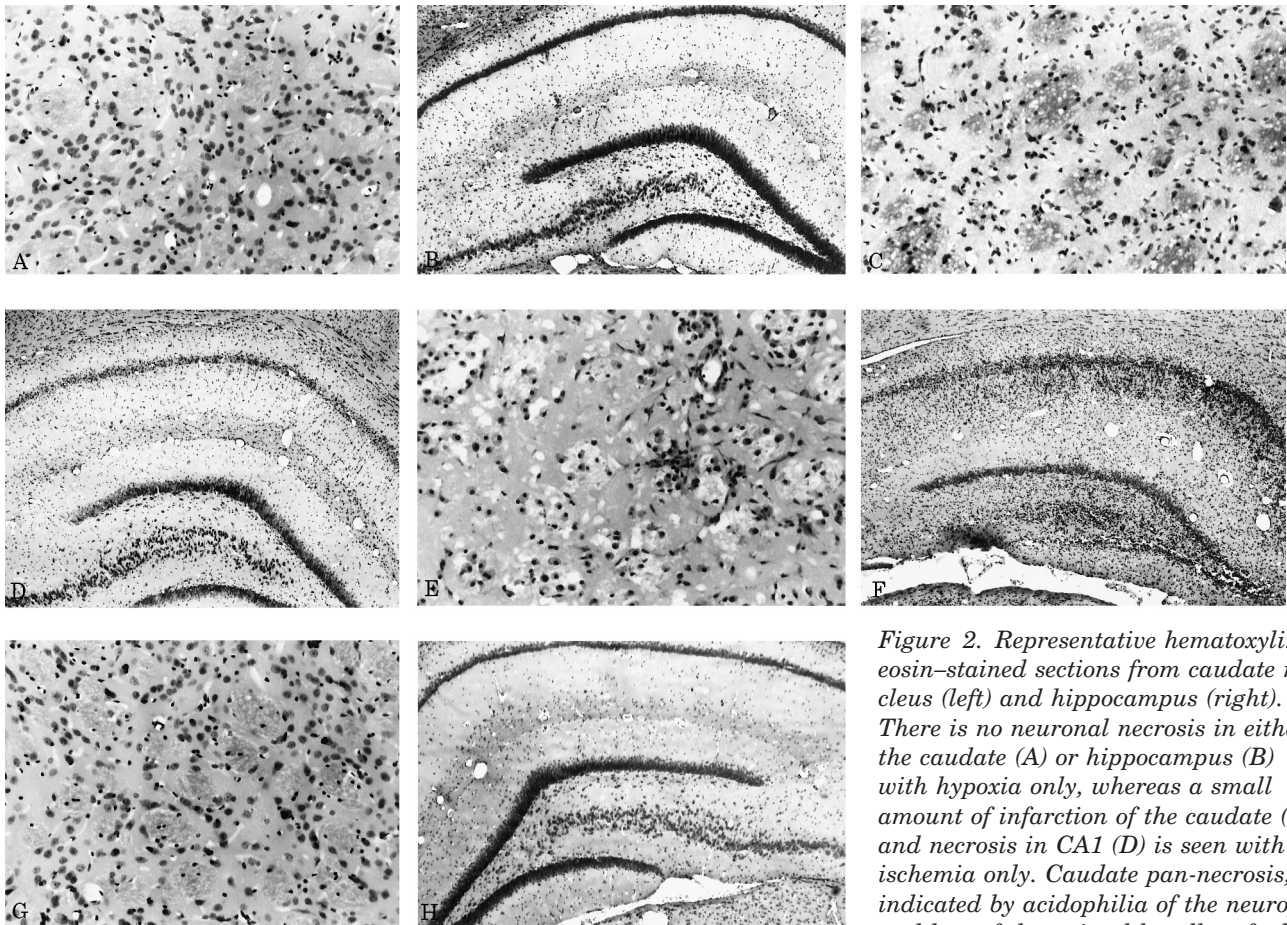 A
B
C
D
E
F
G
H
Figure 2. Representative hematoxylin
eosin–stained sections from caudate
cleus (left) and hippocampus (right).
There is no neuronal necrosis in
the caudate (A) or hippocampus (B)
with hypoxia only, whereas a small
amount of infarction of the caudate
and necrosis in CA1 (D) is seen with
ischemia only. Caudate pan-necrosis,
indicated by acidophilia of the